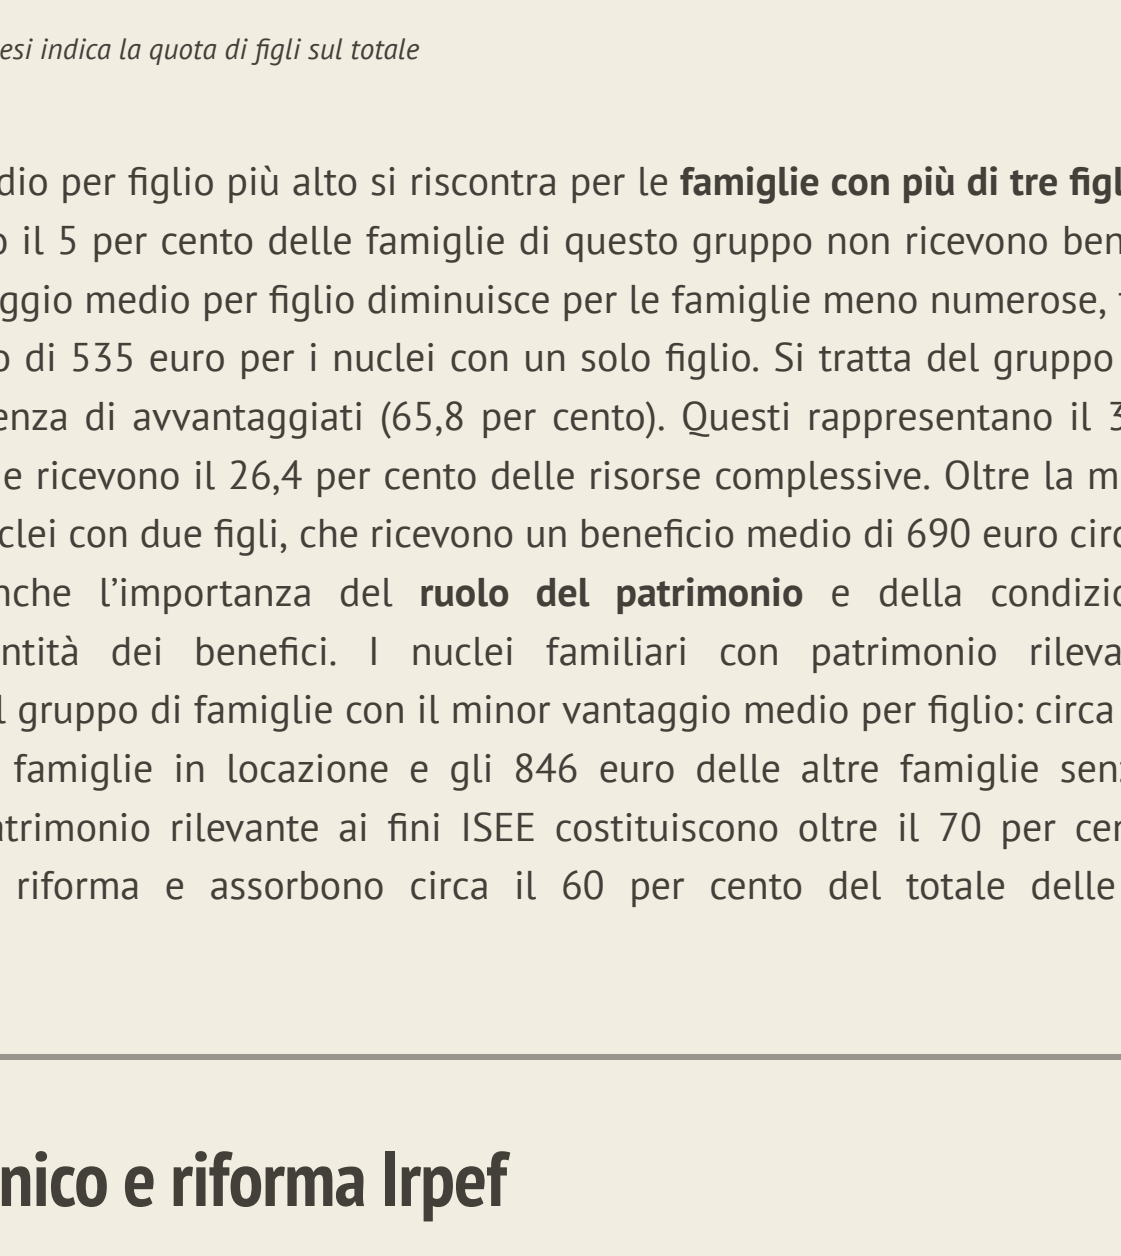 esi indica la quota di figli sul totale
dio per figlio più alto si riscontra per le famiglie con più di tre figl
o il 5 per cento delle famiglie di questo gruppo non ricevono ben
ggio medio per figlio diminuisce per le famiglie meno numerose,
o di 535 euro per i nuclei con un solo figlio. Si tratta del gruppo
enza di avvantaggiati (65,8 per cento). Questi rappresentano il 3
e ricevono il 26,4 per cento delle risorse complessive. Oltre la m
clei con due figli, che ricevono un beneficio medio di 690 euro circ
nche l’importanza del ruolo del patrimonio e della condizio
ntità dei benefici. I nuclei familiari con patrimonio rileva
l gruppo di famiglie con il minor vantaggio medio per figlio: circa
famiglie in locazione e gli 846 euro delle altre famiglie senz
atrimonio rilevante ai fini ISEE costituiscono oltre il 70 per cen
riforma e assorbono circa il 60 per cento del totale delle
nico e riforma Irpef